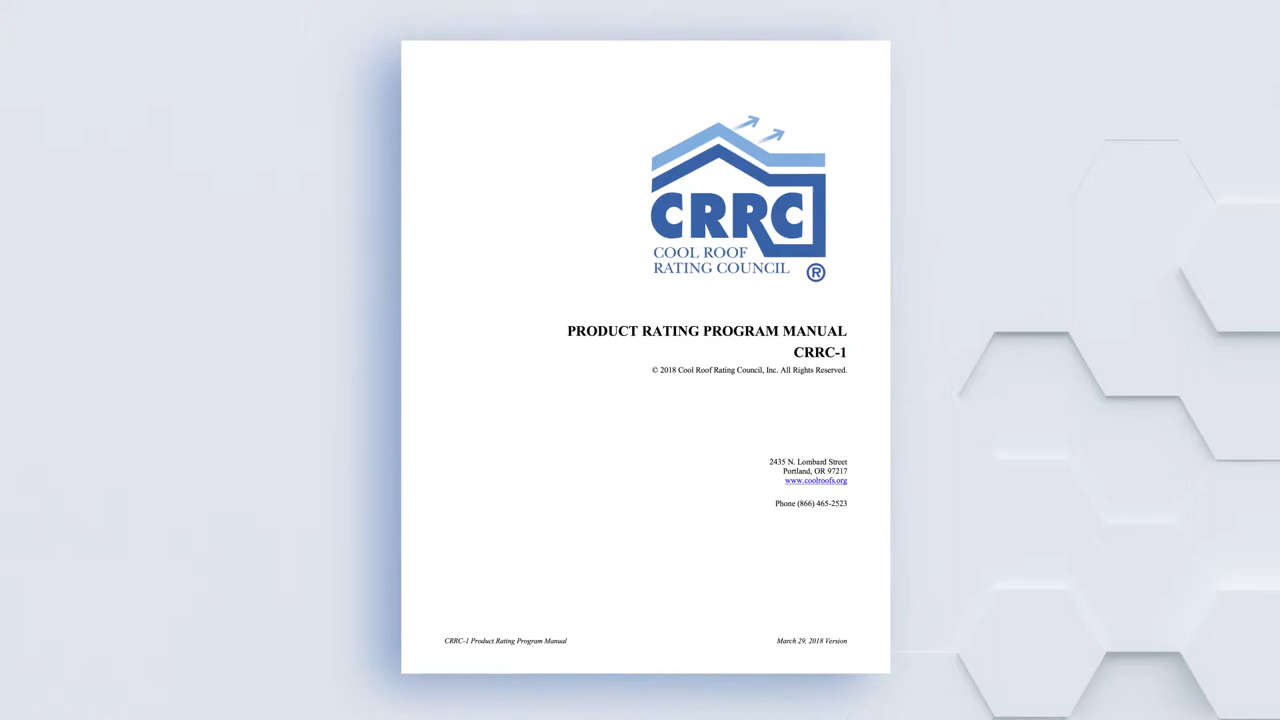 CRRC
COOL ROOF
RATING COUNCIL ®
PRODUCT RATING PROGRAM MANUAL
CRRC-1
© 2018 Cool Roof Rating Council, Inc. All Rights Reserved.
2435 N. Lombard Street
Portland, OR 97217
www.coolroofs.org
Phone (866) 465-2523
CRRC-1 Product Rating Program Manual
March 29, 2018 Version